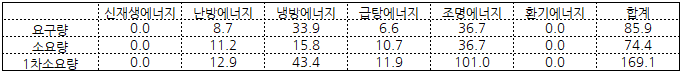 신재생에너지 난방에너지 냉방에너지 급탕에너지 조명에너지 환기에너지 합계
요구량 0.0 8.7 33.9 6.6 36.7 0.0 85.9
소요량 0.0 11.2 15.8 10.7 36.7 0.0 74.4
1차소요량 0.0 12.9 43.4 11.9 101.0 0.0 169.1